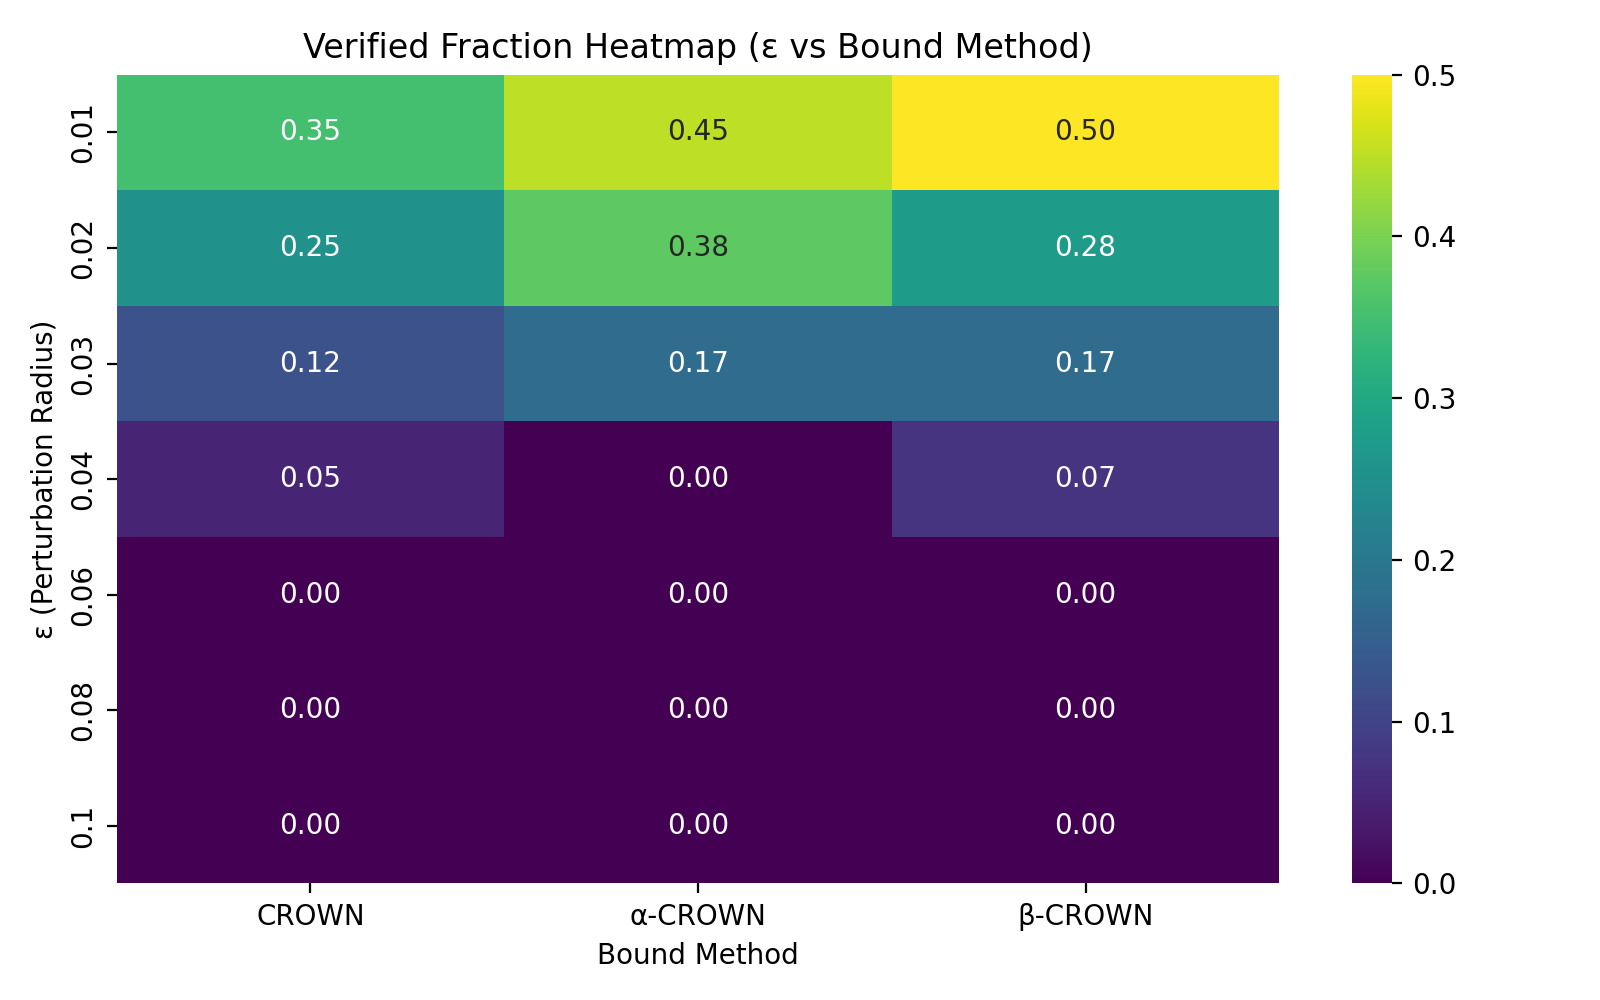 Verified Fraction Heatmap (ε vs Bound Method)
ε (Perturbation Radius)
0.01 0.35 0.45 0.50
0.02 0.25 0.38 0.28
0.03 0.12 0.17 0.17
0.04 0.05 0.00 0.07
0.06 0.00 0.00 0.00
0.08 0.00 0.00 0.00
0.1 0.00 0.00 0.00
CROWN α-CROWN β-CROWN
Bound Method
0.5
0.4
0.3
0.2
0.1
0.0